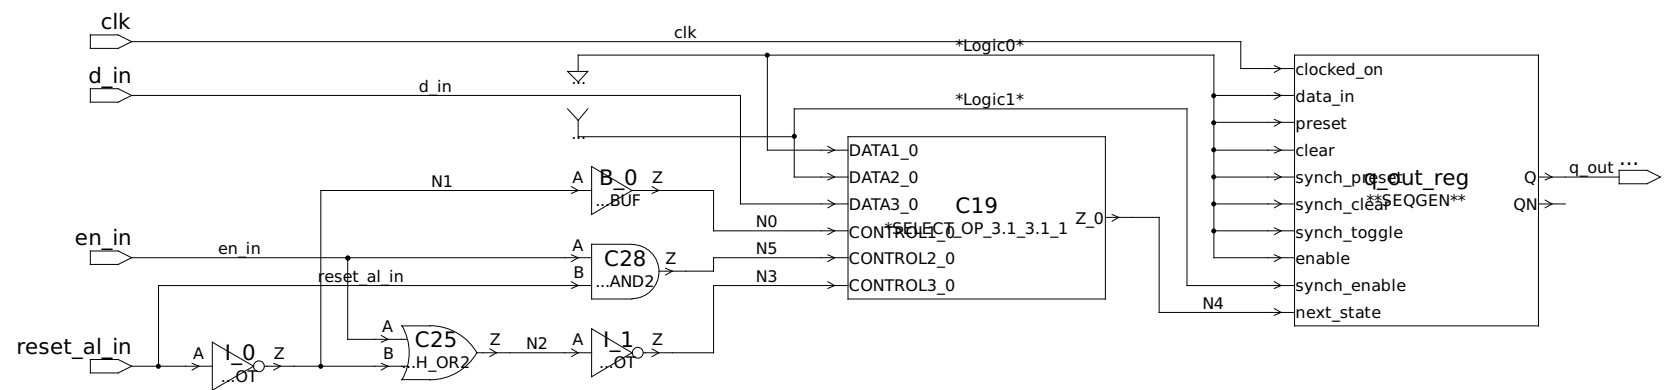 clk
clk
*Logic0*
clocked_on
d_in
d_in
...
data_in
*Logic1*
preset
...
DATA1_0
clear
N1
A
B_0
Z
...BUF
DATA2_0
synch_preset
q_out_reg
**SEQGEN**
Q
q_out
...
DATA3_0
C19
synch_clear
QN
N0
CONTROL1_0
*SELECT_OP_3.1_3.1_1
Z_0
synch_toggle
en_in
en_in
A
C28
Z
N5
CONTROL2_0
enable
reset_al_in
B
...AND2
N3
CONTROL3_0
synch_enable
N4
next_state
reset_al_in
A
I_0
...OT
Z
A
B
C25
...H_OR2
Z
N2
A
I_1
...OT
Z